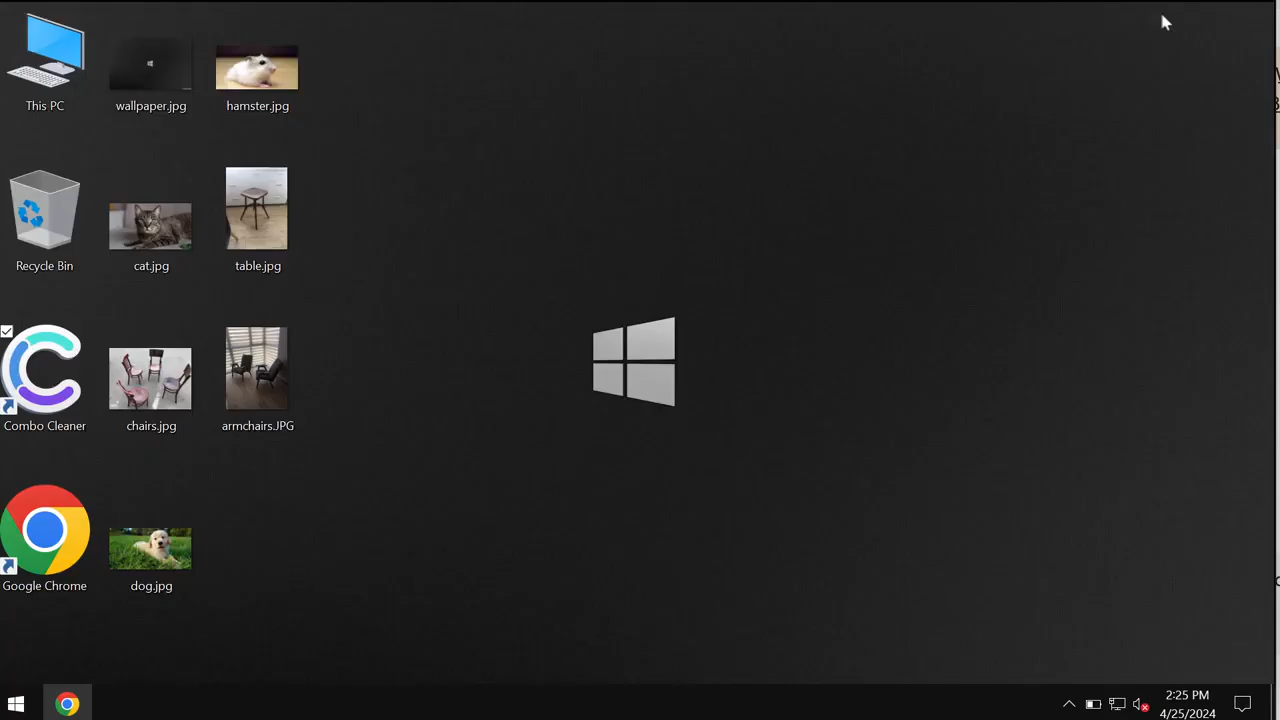 This PC
wallpaper.jpg
hamster.jpg
Recycle Bin
cat.jpg
table.jpg
Combo Cleaner
chairs.jpg
armchairs.JPG
Google Chrome
dog.jpg
2:25 PM
4/25/2024